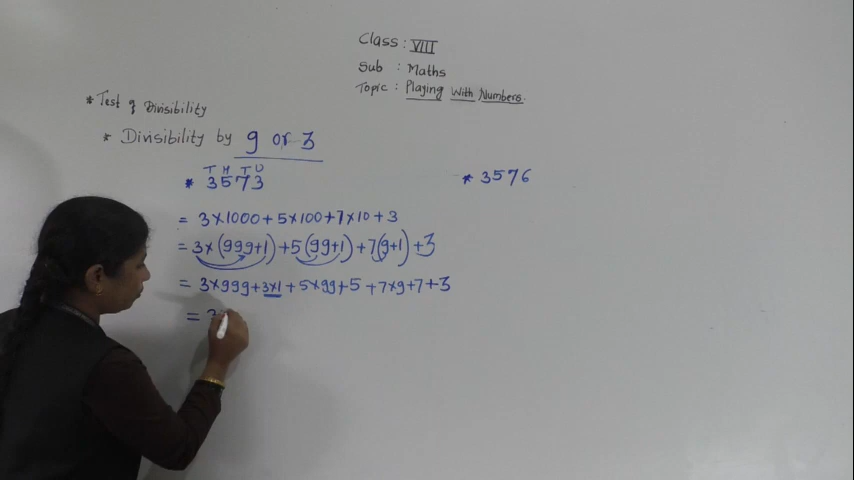 Class : VIII
Sub : Maths
Topic : Playing With Numbers.
* Test of Divisibility
* Divisibility by 9 or 3
T H T U
* 3573
* 3576
= 3×1000+5×100+7×10+3
= 3×(999+1)+5(99+1)+7(9+1)+3
= 3×999+3×1+5×99+5+7×9+7+3
= 3